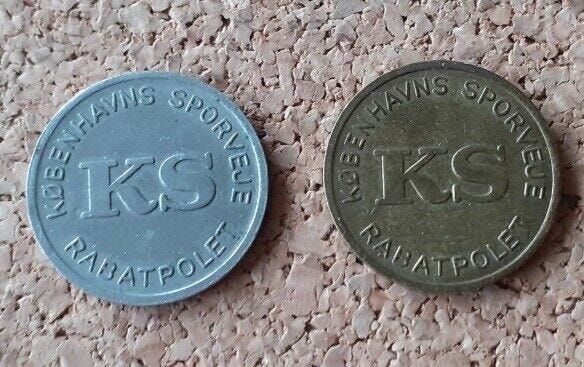 KØBENHAVNS SPORVEJE
KS
RABATPOLET
KØBENHAVNS SPORVEJE
KS
RABATPOLET